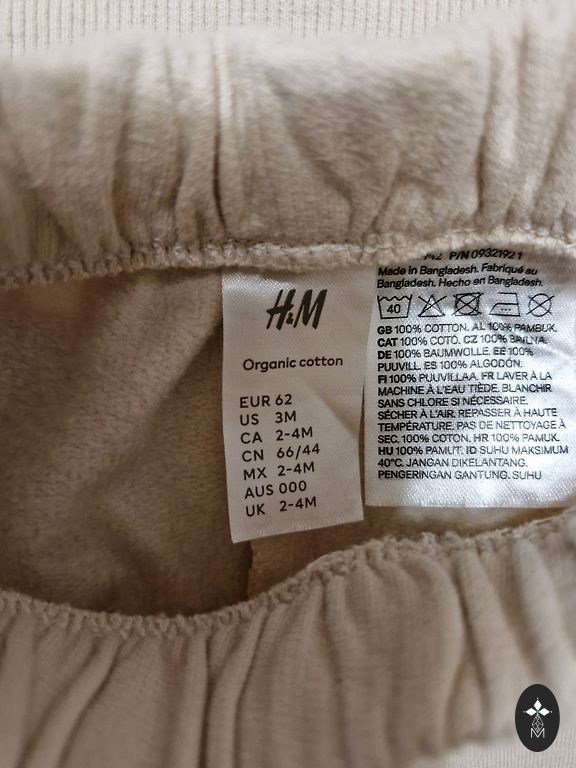 H&M
Organic cotton
EUR 62
US 3M
CA 2-4M
CN 66/44
MX 2-4M
AUS 000
UK 2-4M
P/N 0932192 1
Made in Bangladesh. Fabriqué au
Bangladesh. Hecho en Bangladesh.
40
GB 100% COTTON. AL 100% PAMBUK.
CAT 100% COTÓ. CZ 100% BAVLNA.
DE 100% BAUMWOLLE. EE 100%
PUUVILL. ES 100% ALGODÓN.
FI 100% PUUVILLAA. FR LAVER À LA
MACHINE À L'EAU TIÈDE. BLANCHIR
SANS CHLORE SI NÉCESSAIRE.
SÉCHER À L'AIR. REPASSER À HAUTE
TEMPÉRATURE. PAS DE NETTOYAGE À
SEC. 100% COTON. HR 100% PAMUK.
HU 100% PAMUT. ID SUHU MAKSIMUM
40°C. JANGAN DIKELANTANG.
PENGERINGAN GANTUNG. SUHU
M